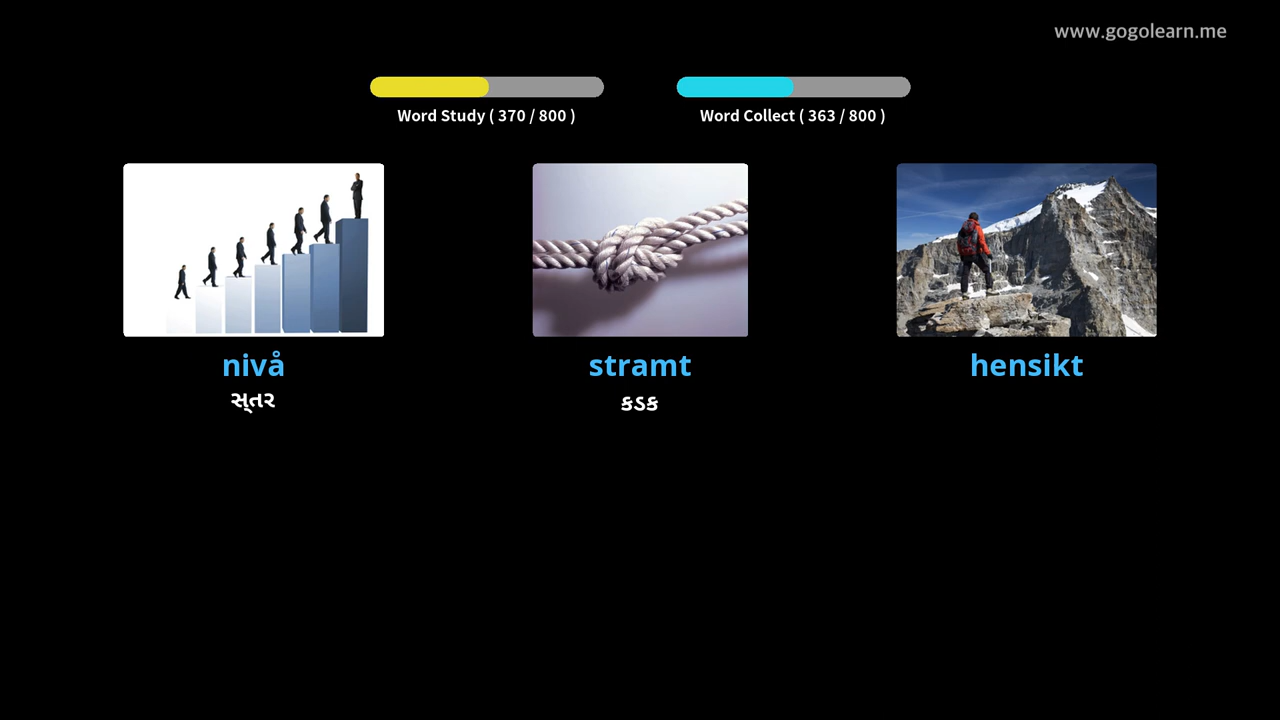 www.gogolearn.me
Word Study ( 370 / 800 )
Word Collect ( 363 / 800 )
nivå
stramt
hensikt
સ્તર
કડક